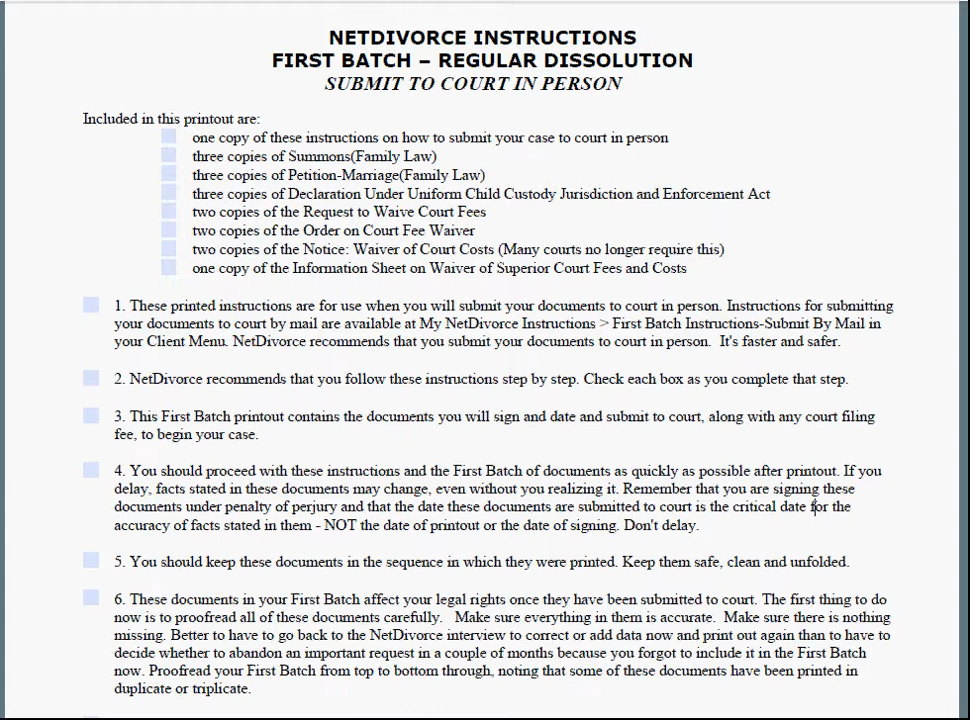 NETDIVORCE INSTRUCTIONS
FIRST BATCH – REGULAR DISSOLUTION
SUBMIT TO COURT IN PERSON
Included in this printout are:
one copy of these instructions on how to submit your case to court in person
three copies of Summons(Family Law)
three copies of Petition-Marriage(Family Law)
three copies of Declaration Under Uniform Child Custody Jurisdiction and Enforcement Act
two copies of the Request to Waive Court Fees
two copies of the Order on Court Fee Waiver
two copies of the Notice: Waiver of Court Costs (Many courts no longer require this)
one copy of the Information Sheet on Waiver of Superior Court Fees and Costs
1. These printed instructions are for use when you will submit your documents to court in person. Instructions for submitting
your documents to court by mail are available at My NetDivorce Instructions > First Batch Instructions-Submit By Mail in
your Client Menu. NetDivorce recommends that you submit your documents to court in person.  It's faster and safer.
2. NetDivorce recommends that you follow these instructions step by step. Check each box as you complete that step.
3. This First Batch printout contains the documents you will sign and date and submit to court, along with any court filing
fee, to begin your case.
4. You should proceed with these instructions and the First Batch of documents as quickly as possible after printout. If you
delay, facts stated in these documents may change, even without you realizing it. Remember that you are signing these
documents under penalty of perjury and that the date these documents are submitted to court is the critical date for the
accuracy of facts stated in them - NOT the date of printout or the date of signing. Don't delay.
5. You should keep these documents in the sequence in which they were printed. Keep them safe, clean and unfolded.
6. These documents in your First Batch affect your legal rights once they have been submitted to court. The first thing to do
now is to proofread all of these documents carefully.   Make sure everything in them is accurate.  Make sure there is nothing
missing. Better to have to go back to the NetDivorce interview to correct or add data now and print out again than to have to
decide whether to abandon an important request in a couple of months because you forgot to include it in the First Batch
now. Proofread your First Batch from top to bottom through, noting that some of these documents have been printed in
duplicate or triplicate.